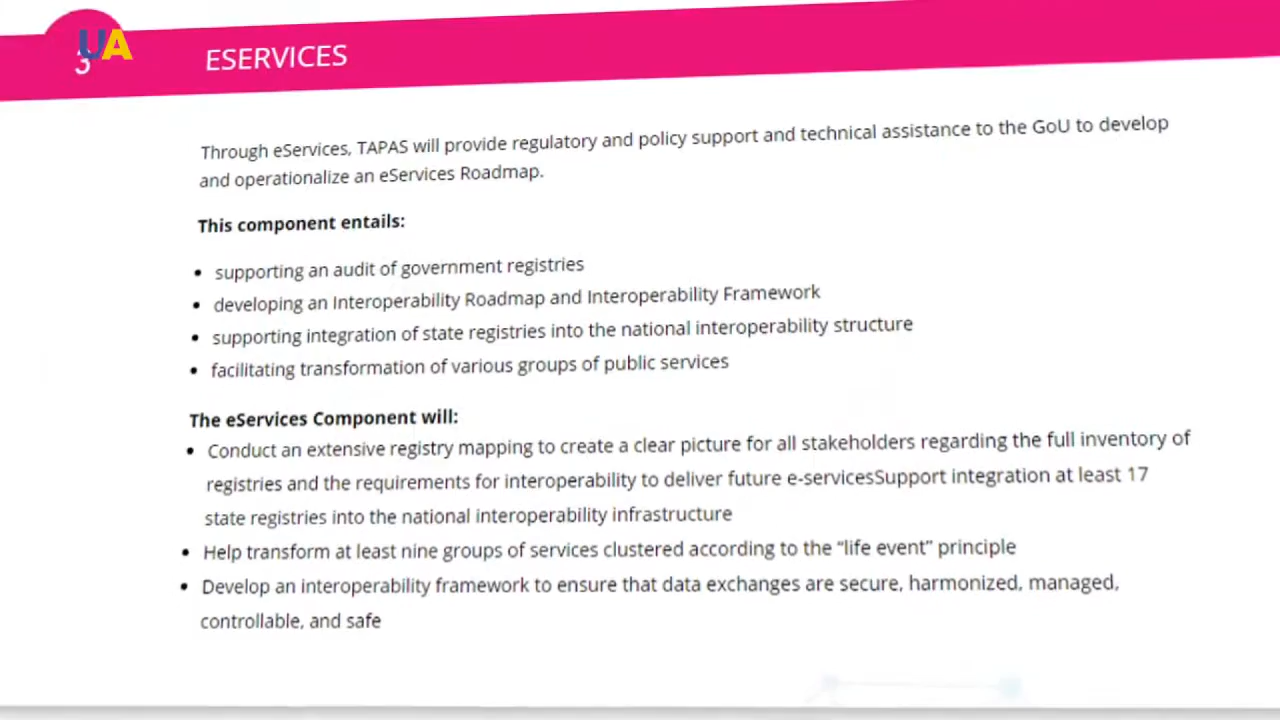 UA
3
ESERVICES
Through eServices, TAPAS will provide regulatory and policy support and technical assistance to the GoU to develop
and operationalize an eServices Roadmap.
This component entails:
• supporting an audit of government registries
• developing an Interoperability Roadmap and Interoperability Framework
• supporting integration of state registries into the national interoperability structure
• facilitating transformation of various groups of public services
The eServices Component will:
• Conduct an extensive registry mapping to create a clear picture for all stakeholders regarding the full inventory of
registries and the requirements for interoperability to deliver future e-servicesSupport integration at least 17
state registries into the national interoperability infrastructure
• Help transform at least nine groups of services clustered according to the “life event” principle
• Develop an interoperability framework to ensure that data exchanges are secure, harmonized, managed,
controllable, and safe